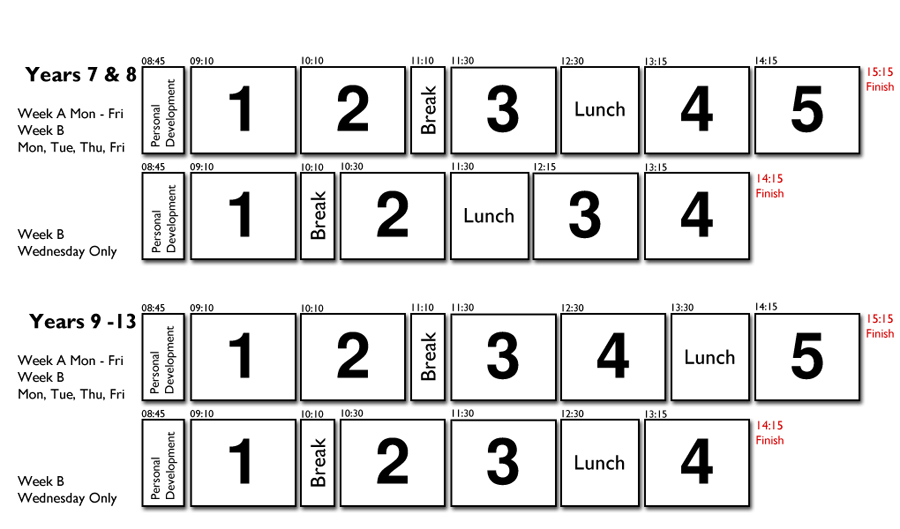 Years 7 & 8
Week A Mon - Fri
Week B
Mon, Tue, Thu, Fri
08:45 09:10 10:10 11:10 11:30 12:30 13:15 14:15
Personal
Development
1 2 Break 3 Lunch 4 5
15:15
Finish
Week B
Wednesday Only
08:45 09:10 10:10 10:30 11:30 12:15 13:15
Personal
Development
1 Break 2 Lunch 3 4
14:15
Finish
Years 9 -13
Week A Mon - Fri
Week B
Mon, Tue, Thu, Fri
08:45 09:10 10:10 11:10 11:30 12:30 13:30 14:15
Personal
Development
1 2 Break 3 4 Lunch 5
15:15
Finish
Week B
Wednesday Only
08:45 09:10 10:10 10:30 11:30 12:30 13:15
Personal
Development
1 Break 2 3 Lunch 4
14:15
Finish